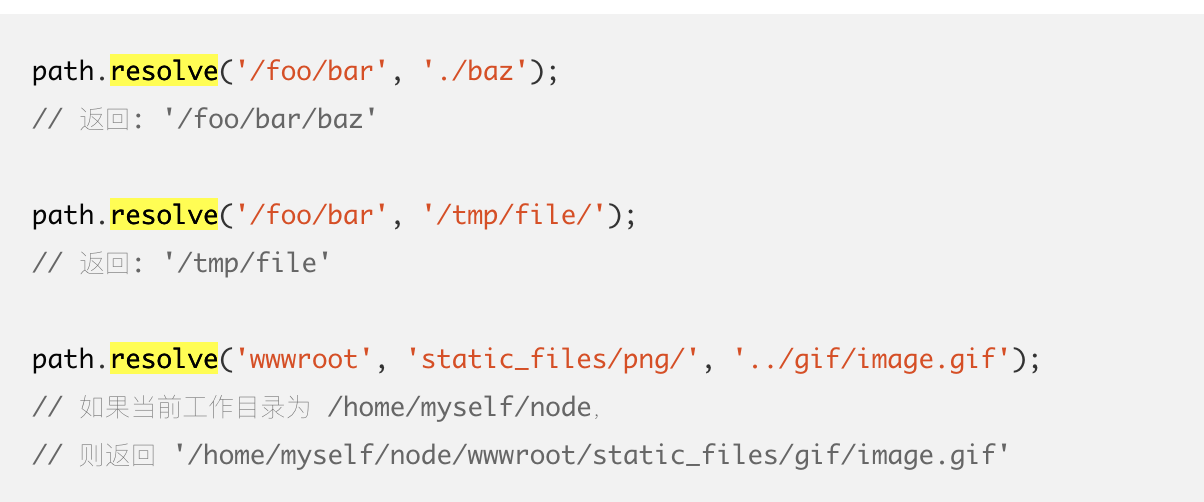 path.resolve('/foo/bar', './baz');
// 返回: '/foo/bar/baz'
path.resolve('/foo/bar', '/tmp/file/');
// 返回: '/tmp/file'
path.resolve('wwwroot', 'static_files/png/', '../gif/image.gif');
// 如果当前工作目录为 /home/myself/node，
// 则返回 '/home/myself/node/wwwroot/static_files/gif/image.gif'